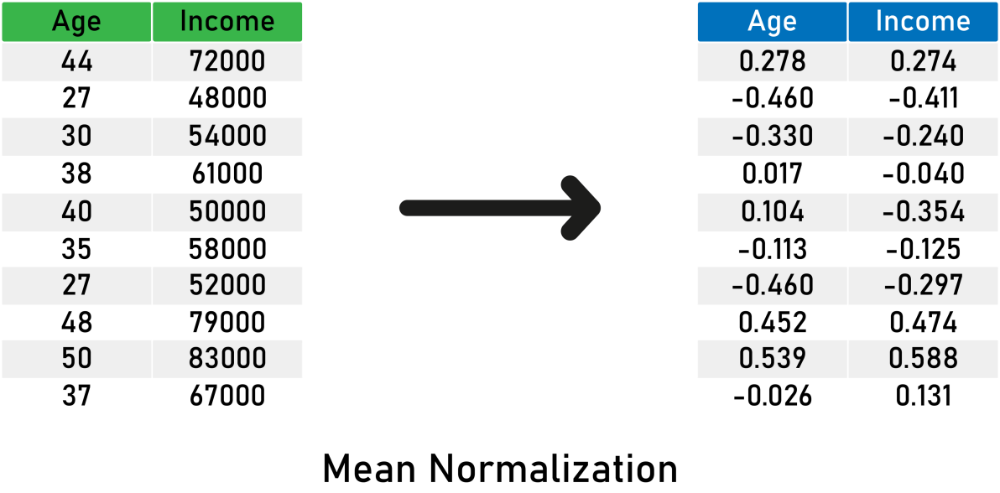 Age Income Age Income
44 72000 0.278 0.274
27 48000 -0.460 -0.411
30 54000 -0.330 -0.240
38 61000 0.017 -0.040
40 50000 0.104 -0.354
35 58000 -0.113 -0.125
27 52000 -0.460 -0.297
48 79000 0.452 0.474
50 83000 0.539 0.588
37 67000 -0.026 0.131
Mean Normalization